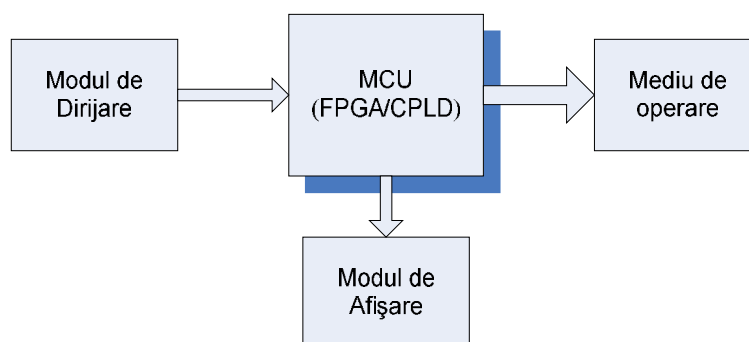 Modul de
Dirijare
MCU
(FPGA/CPLD)
Mediu de
operare
Modul de
Afişare